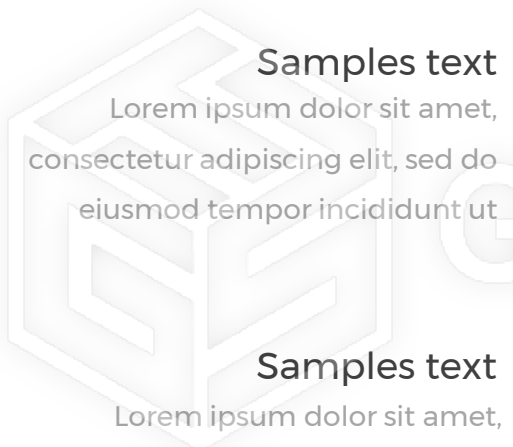 Samples text
Lorem ipsum dolor sit amet,
consectetur adipiscing elit, sed do
eiusmod tempor incididunt ut
G
Samples text
Lorem ipsum dolor sit amet,